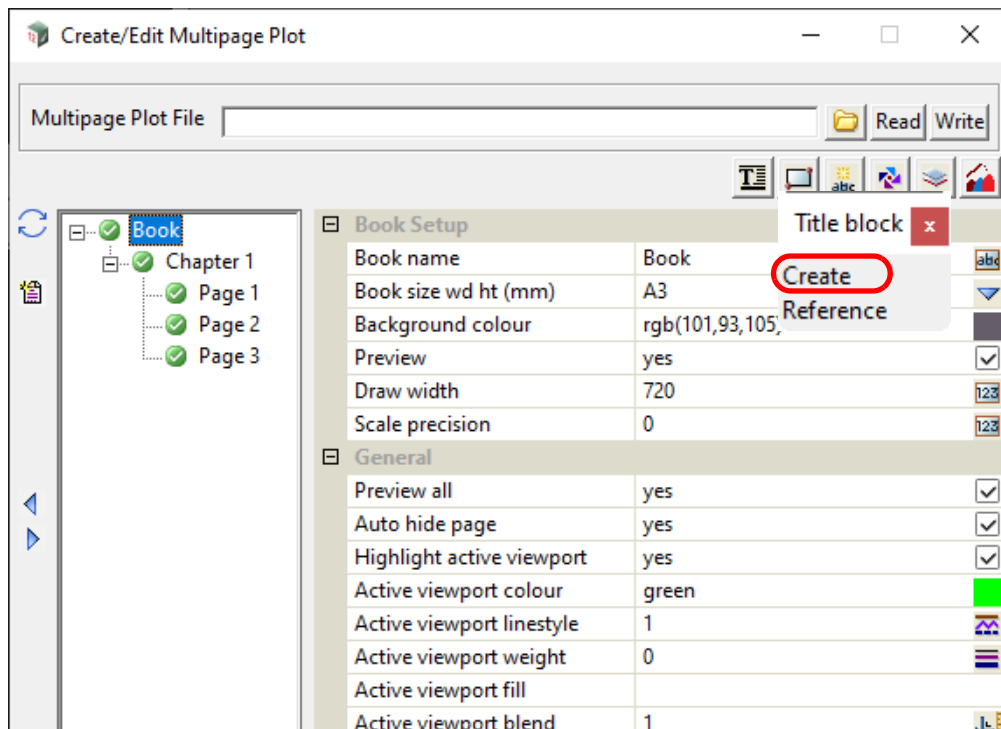 Create/Edit Multipage Plot
Multipage Plot File Read Write
T abc
Title block x
Create
Reference
Book
Chapter 1
Page 1
Page 2
Page 3
Book Setup
Book name Book abc
Book size wd ht (mm) A3
Background colour rgb(101,93,105)
Preview yes
Draw width 720 123
Scale precision 0 123
General
Preview all yes
Auto hide page yes
Highlight active viewport yes
Active viewport colour green
Active viewport linestyle 1
Active viewport weight 0
Active viewport fill
Active viewport blend 1